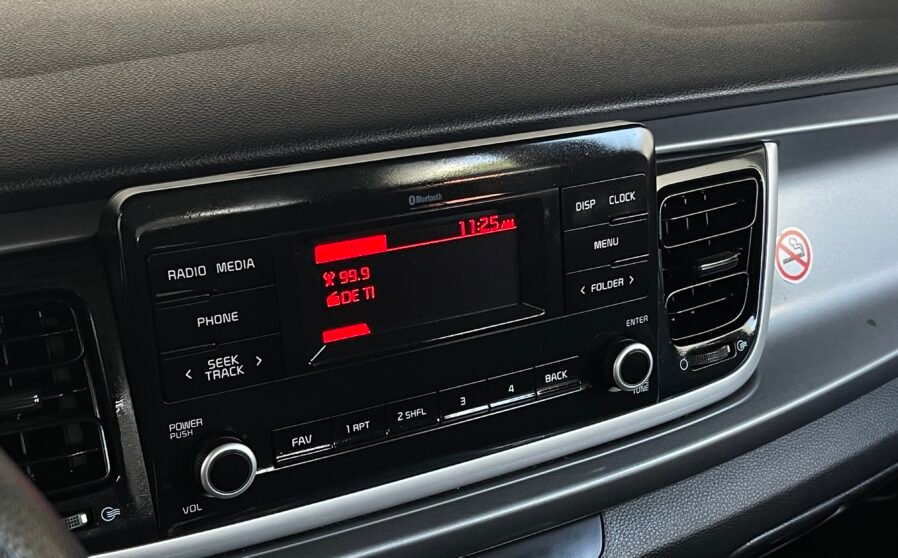 Bluetooth
DISP CLOCK
11:25 AM
RADIO MEDIA
MENU
99.9
DE TI
< FOLDER >
PHONE
< SEEK TRACK >
ENTER
TUNE
POWER
PUSH
VOL
FAV
1 RPT
2 SHFL
3
4
BACK